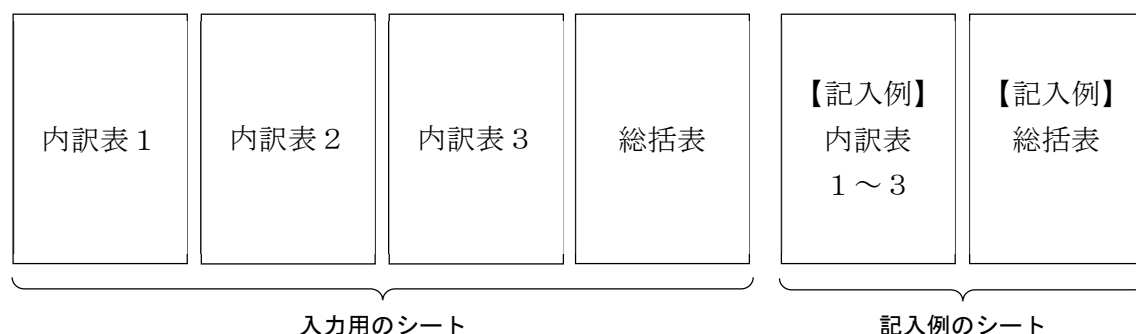 内訳表１
内訳表２
内訳表３
総括表
【記入例】
内訳表
１～３
【記入例】
総括表
入力用のシート
記入例のシート